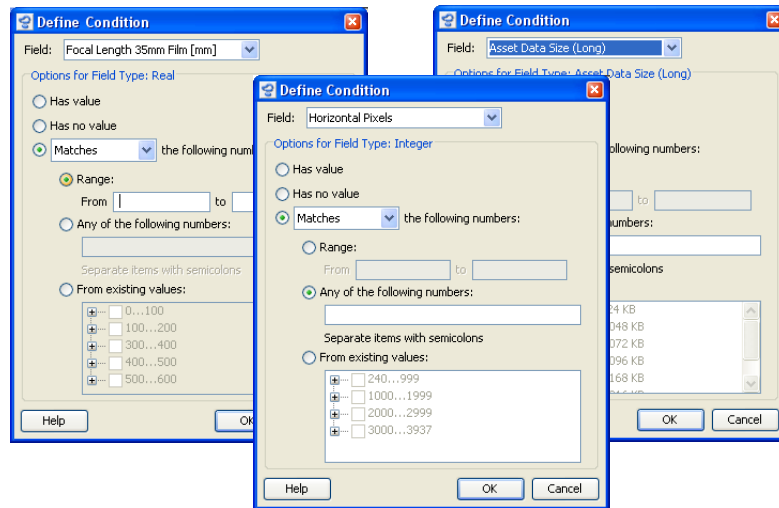 Define Condition
Field: Focal Length 35mm Film [mm]
Options for Field Type: Real
Has value
Has no value
Matches the following num
Range:
From to
Any of the following numbers:
Separate items with semicolons
From existing values:
0...100
100...200
300...400
400...500
500...600
Help OK
Define Condition
Field: Horizontal Pixels
Options for Field Type: Integer
Has value
Has no value
Matches the following numbers:
Range:
From to
Any of the following numbers:
Separate items with semicolons
From existing values:
240...999
1000...1999
2000...2999
3000...3937
Help OK Cancel
Define Condition
Field: Asset Data Size (Long)
Options for Field Type: Asset Data Size (Long)
ollowing numbers:
to
umbers:
semicolons
24 KB
048 KB
072 KB
096 KB
168 KB
OK Cancel